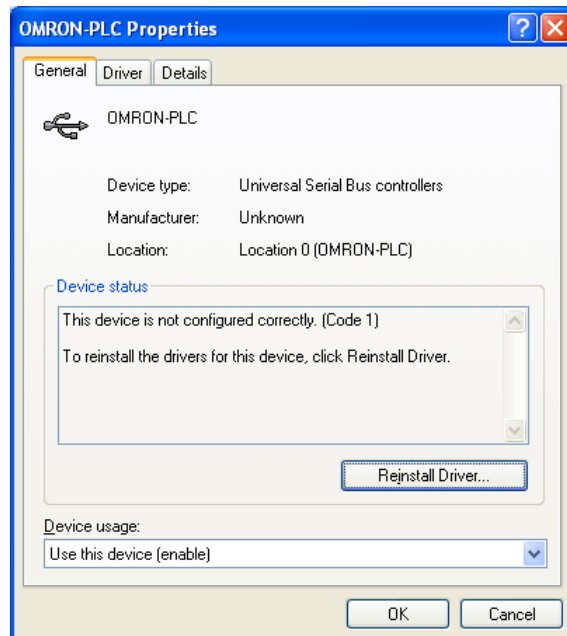 OMRON-PLC Properties
General Driver Details
OMRON-PLC
Device type: Universal Serial Bus controllers
Manufacturer: Unknown
Location: Location 0 (OMRON-PLC)
Device status
This device is not configured correctly. (Code 1)
To reinstall the drivers for this device, click Reinstall Driver.
Reinstall Driver...
Device usage:
Use this device (enable)
OK Cancel